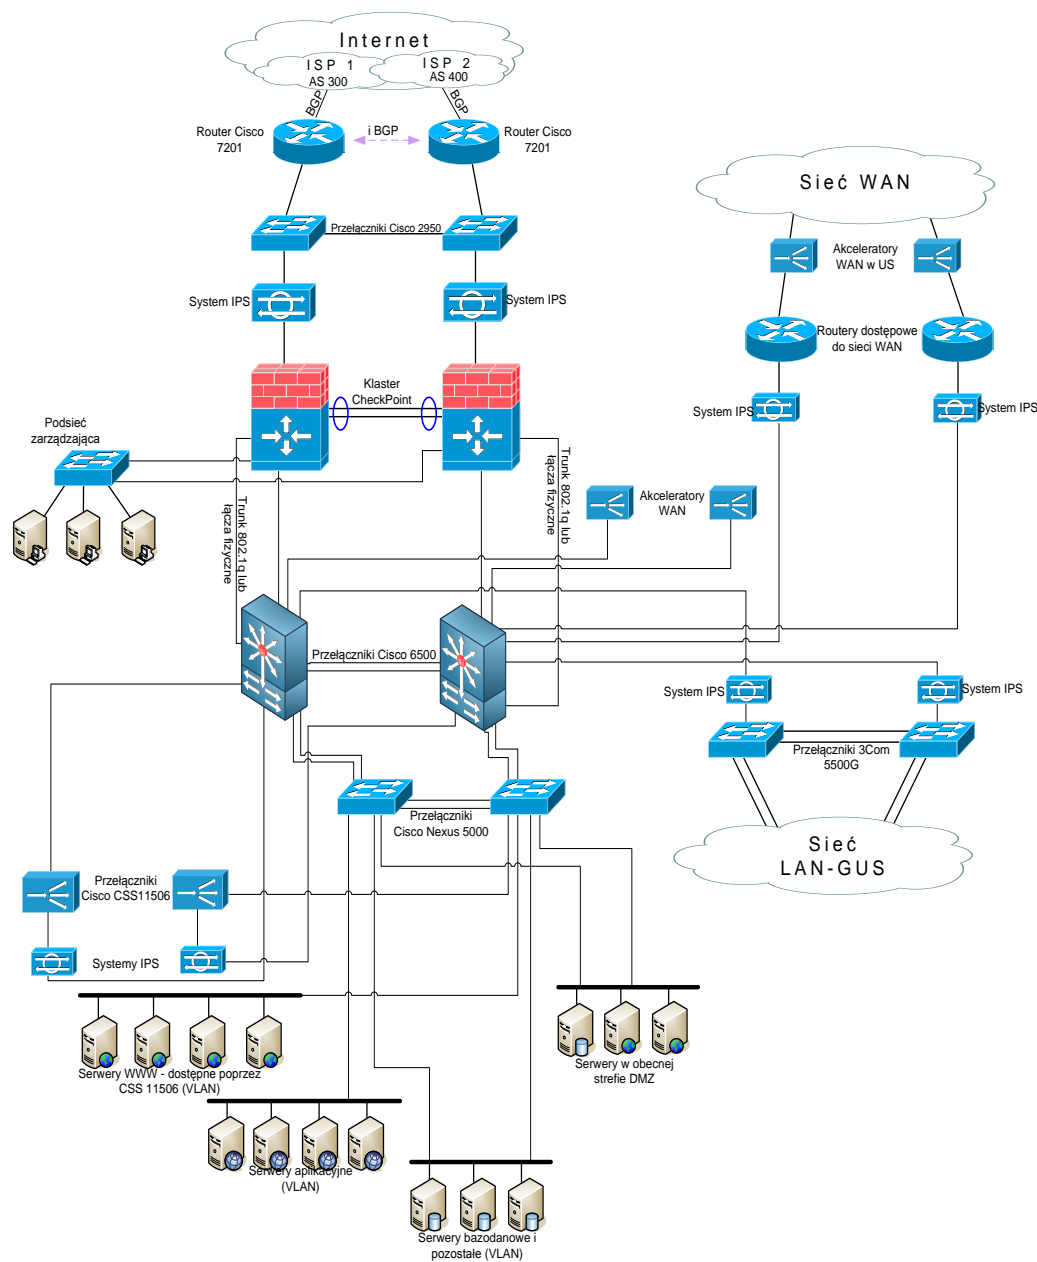 Internet
ISP 1
AS 300
ISP 2
AS 400
BGP
BGP
Router Cisco
7201
i BGP
Router Cisco
7201
Przełączniki Cisco 2950
System IPS
System IPS
Klaster
CheckPoint
Podsieć
zarządzająca
Trunk 802.1q lub
łącza fizyczne
Trunk 802.1q lub
łącza fizyczne
Sieć WAN
Akceleratory
WAN w US
Routery dostępowe
do sieci WAN
System IPS
System IPS
Akceleratory
WAN
Przełączniki Cisco 6500
System IPS
System IPS
Przełączniki 3Com
5500G
Sieć
LAN-GUS
Przełączniki
Cisco Nexus 5000
Przełączniki
Cisco CSS11506
Systemy IPS
Serwery WWW - dostępne poprzez
CSS 11506 (VLAN)
Serwery w obecnej
strefie DMZ
Serwery aplikacyjne
(VLAN)
Serwery bazodanowe i
pozostałe (VLAN)